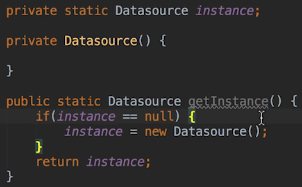 private static Datasource instance;
private Datasource() {
}
public static Datasource getInstance() {
if(instance == null) {
instance = new Datasource();
}
return instance;
}